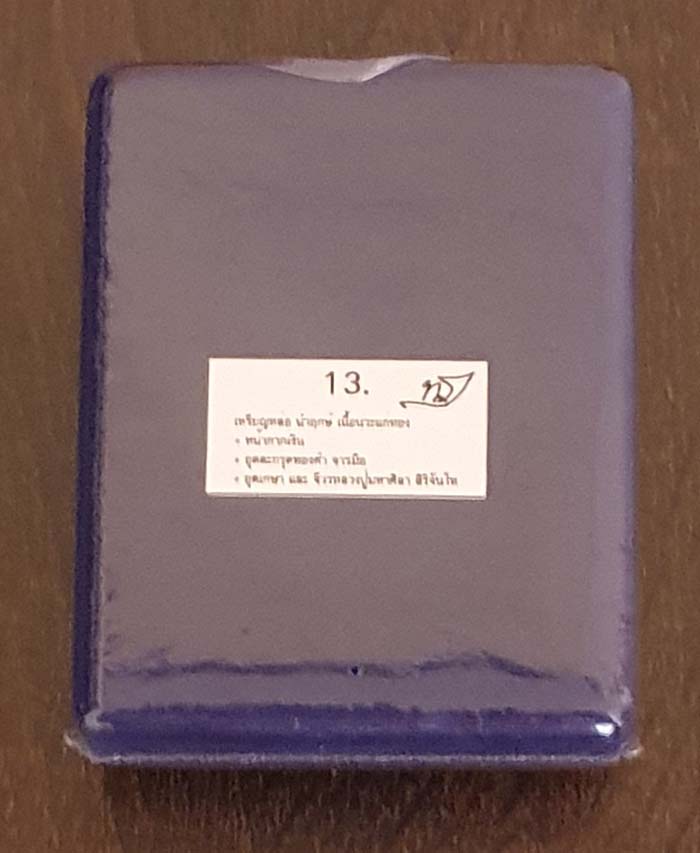 13.
เหรียญหล่อ นำฤกษ์ เนื้อนวะแก่ทอง
• หน้ากากเงิน
• อุดตะกรุดทองคำ จารมือ
• อุดเกษา และ จีวรหลวงปู่มหาศิลา สิริจันโท